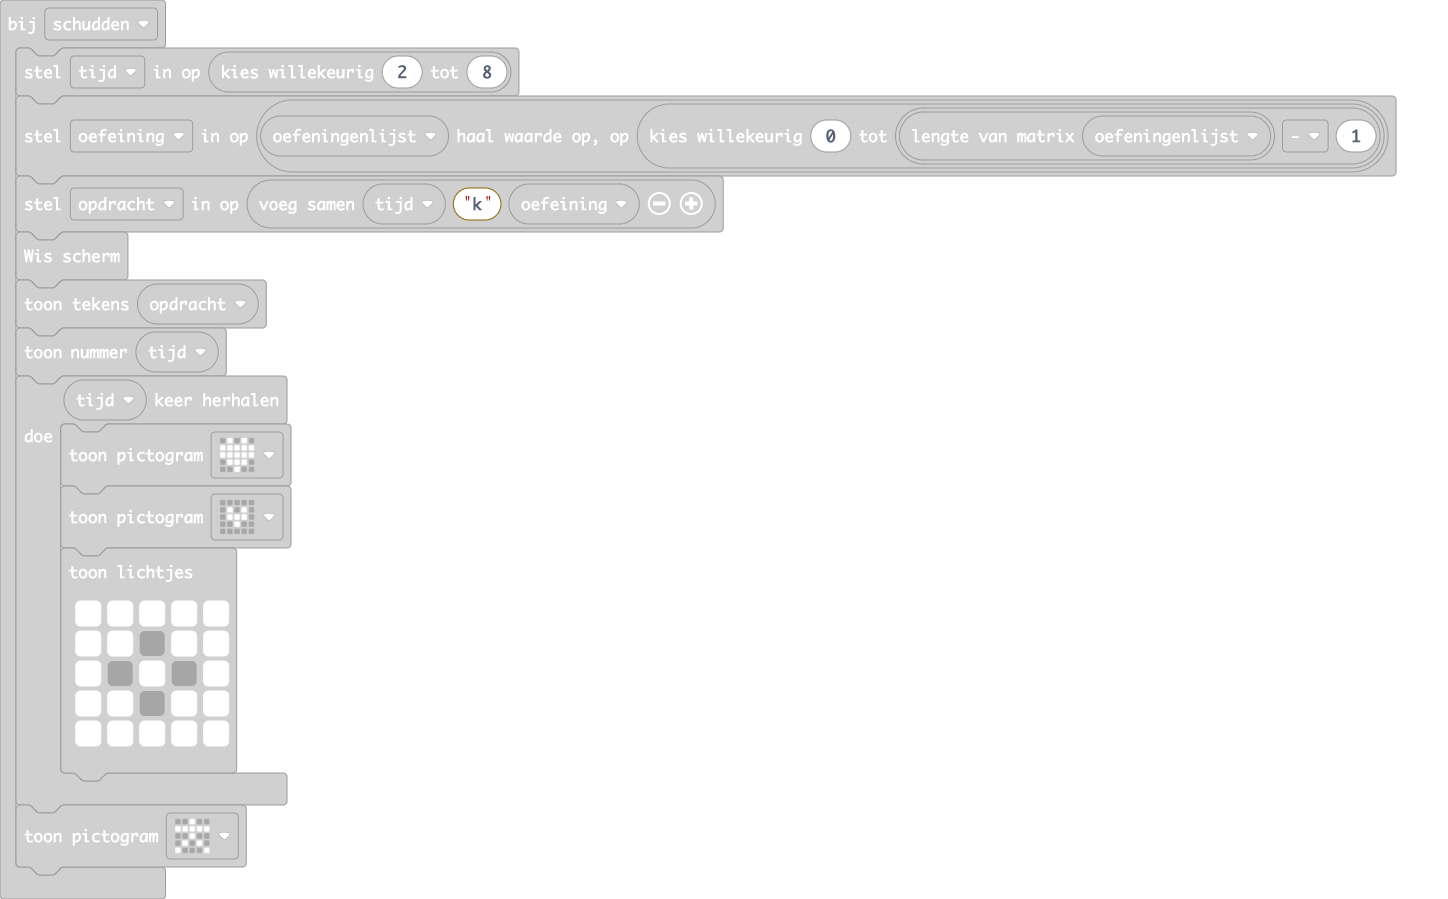 bij schudden
stel tijd in op kies willekeurig 2 tot 8
stel oefeining in op oefeningenlijst haal waarde op, op kies willekeurig 0 tot lengte van matrix oefeningenlijst - 1
stel opdracht in op voeg samen tijd "k" oefeining
Wis scherm
toon tekens opdracht
toon nummer tijd
tijd keer herhalen
doe
toon pictogram
toon pictogram
toon lichtjes
toon pictogram